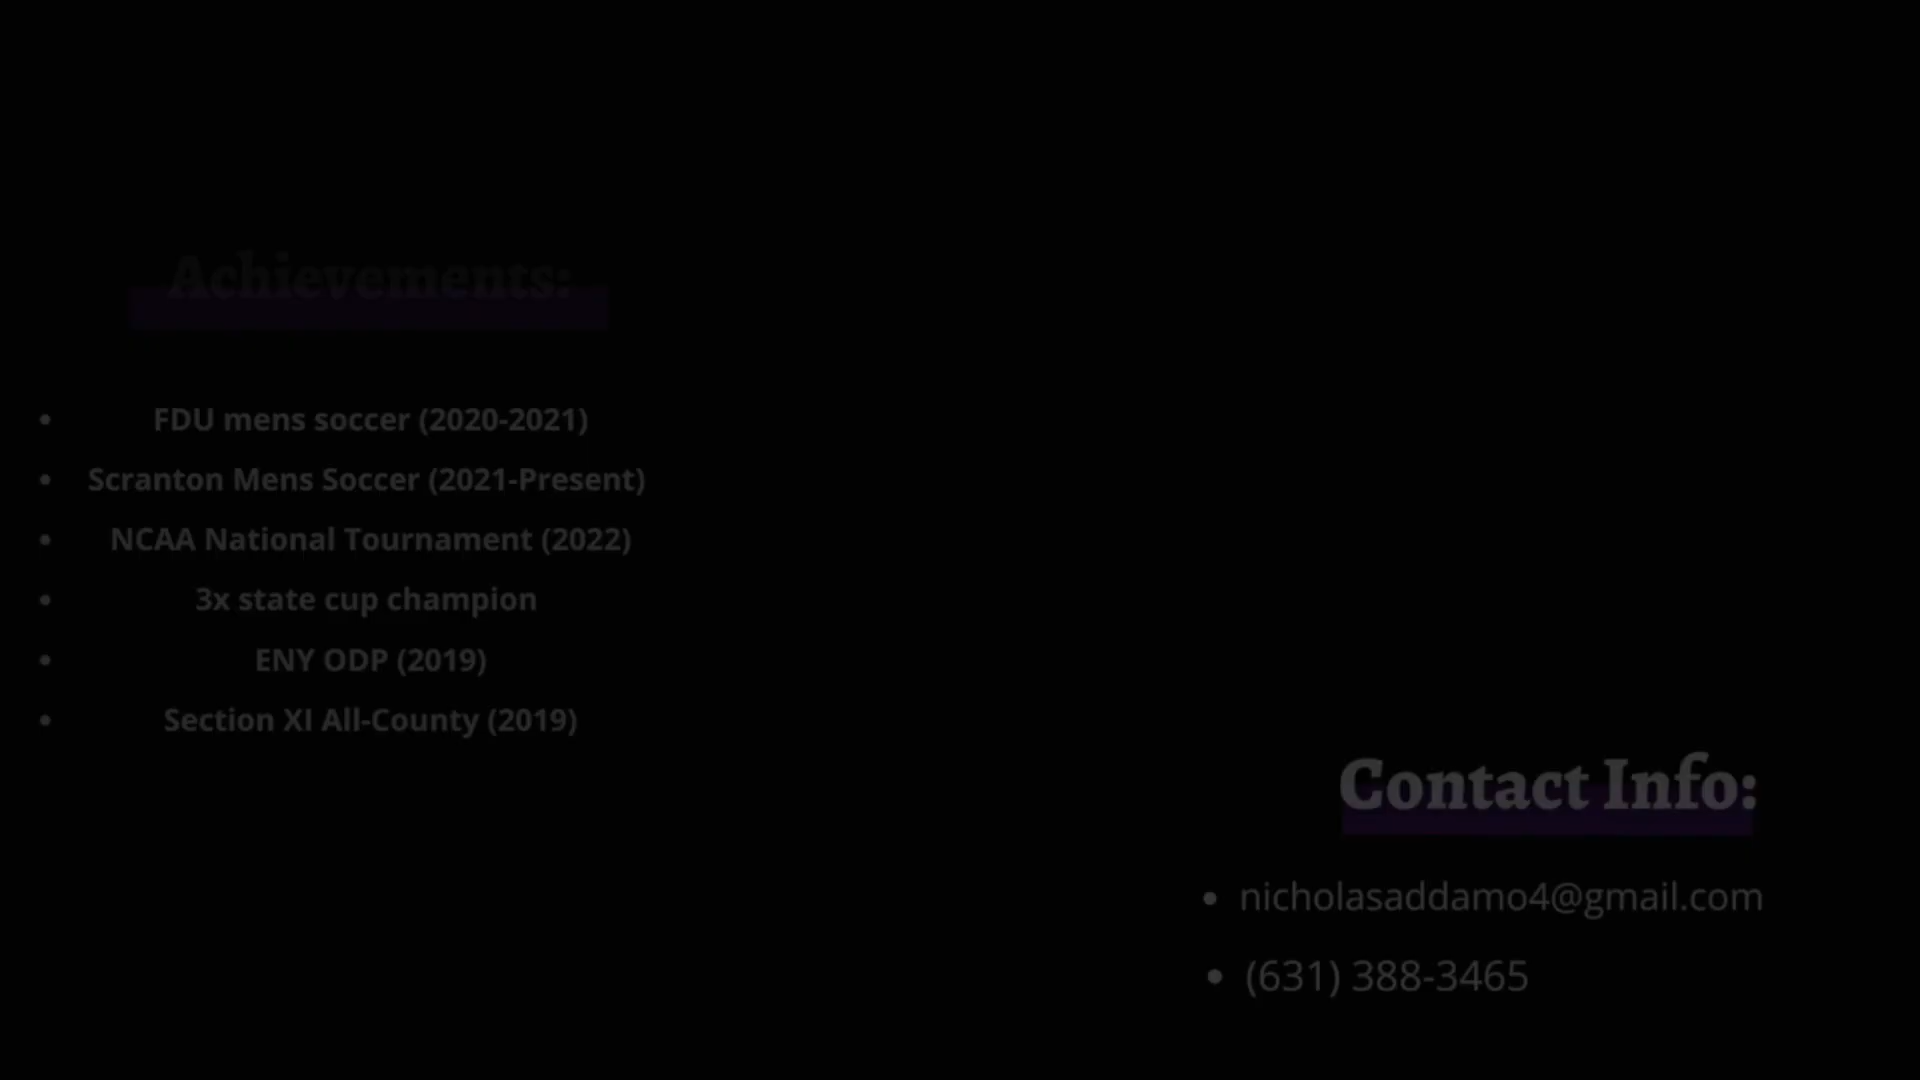 Achievements:
• FDU mens soccer (2020-2021)
• Scranton Mens Soccer (2021-Present)
• NCAA National Tournament (2022)
• 3x state cup champion
• ENY ODP (2019)
• Section XI All-County (2019)
Contact Info:
• nicholasaddamo4@gmail.com
• (631) 388-3465